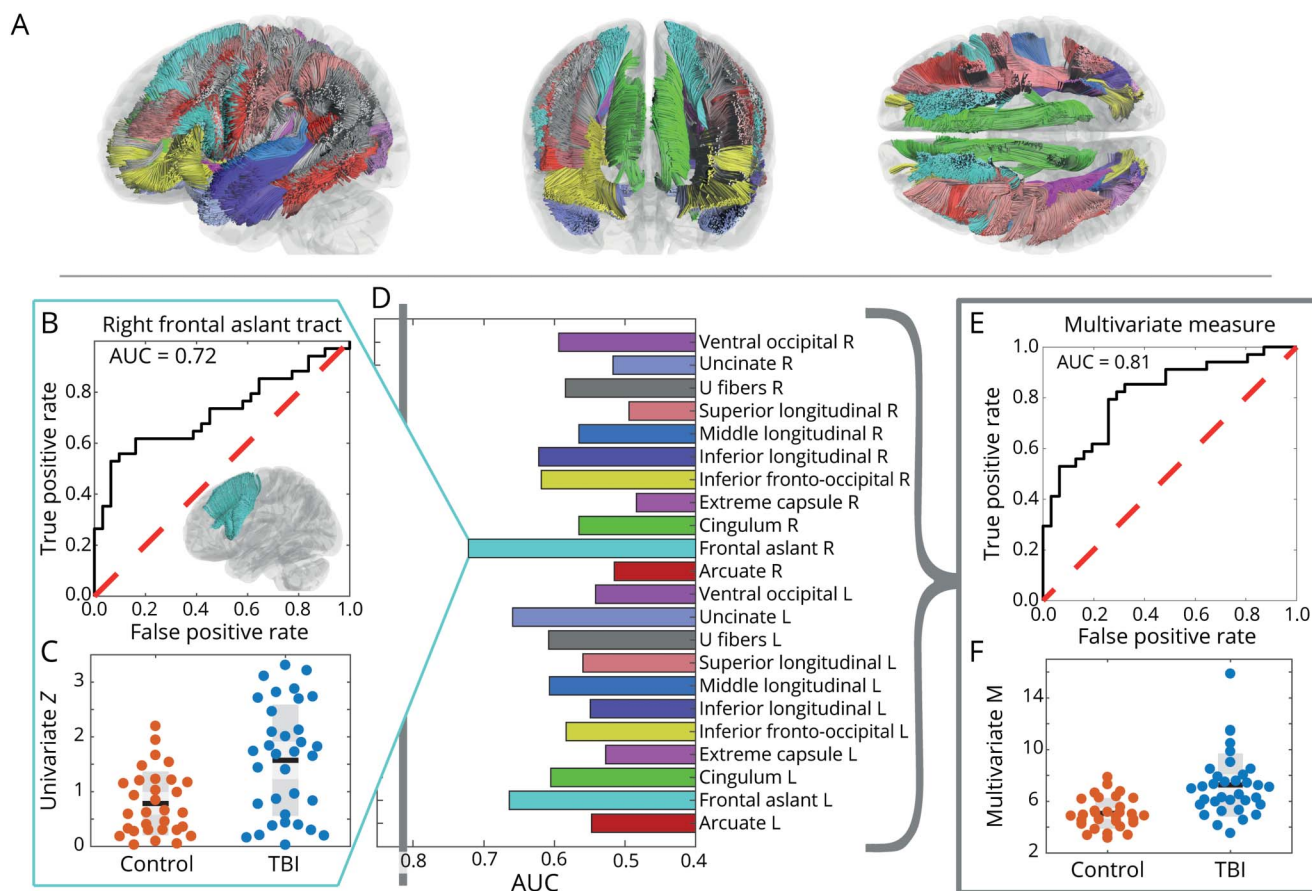 A
B
Right frontal aslant tract
AUC = 0.72
True positive rate
0.8
0.6
0.4
0.2
0.0
0.0 0.2 0.4 0.6 0.8 1.0
False positive rate
C
Univariate Z
3
2
1
0
Control TBI
D
Ventral occipital R
Uncinate R
U fibers R
Superior longitudinal R
Middle longitudinal R
Inferior longitudinal R
Inferior fronto-occipital R
Extreme capsule R
Cingulum R
Frontal aslant R
Arcuate R
Ventral occipital L
Uncinate L
U fibers L
Superior longitudinal L
Middle longitudinal L
Inferior longitudinal L
Inferior fronto-occipital L
Extreme capsule L
Cingulum L
Frontal aslant L
Arcuate L
0.8 0.7 0.6 0.5 0.4
AUC
E
Multivariate measure
AUC = 0.81
True positive rate
1.0
0.8
0.6
0.4
0.2
0.0
0.0 0.2 0.4 0.6 0.8 1.0
False positive rate
F
Multivariate M
14
10
6
2
Control TBI